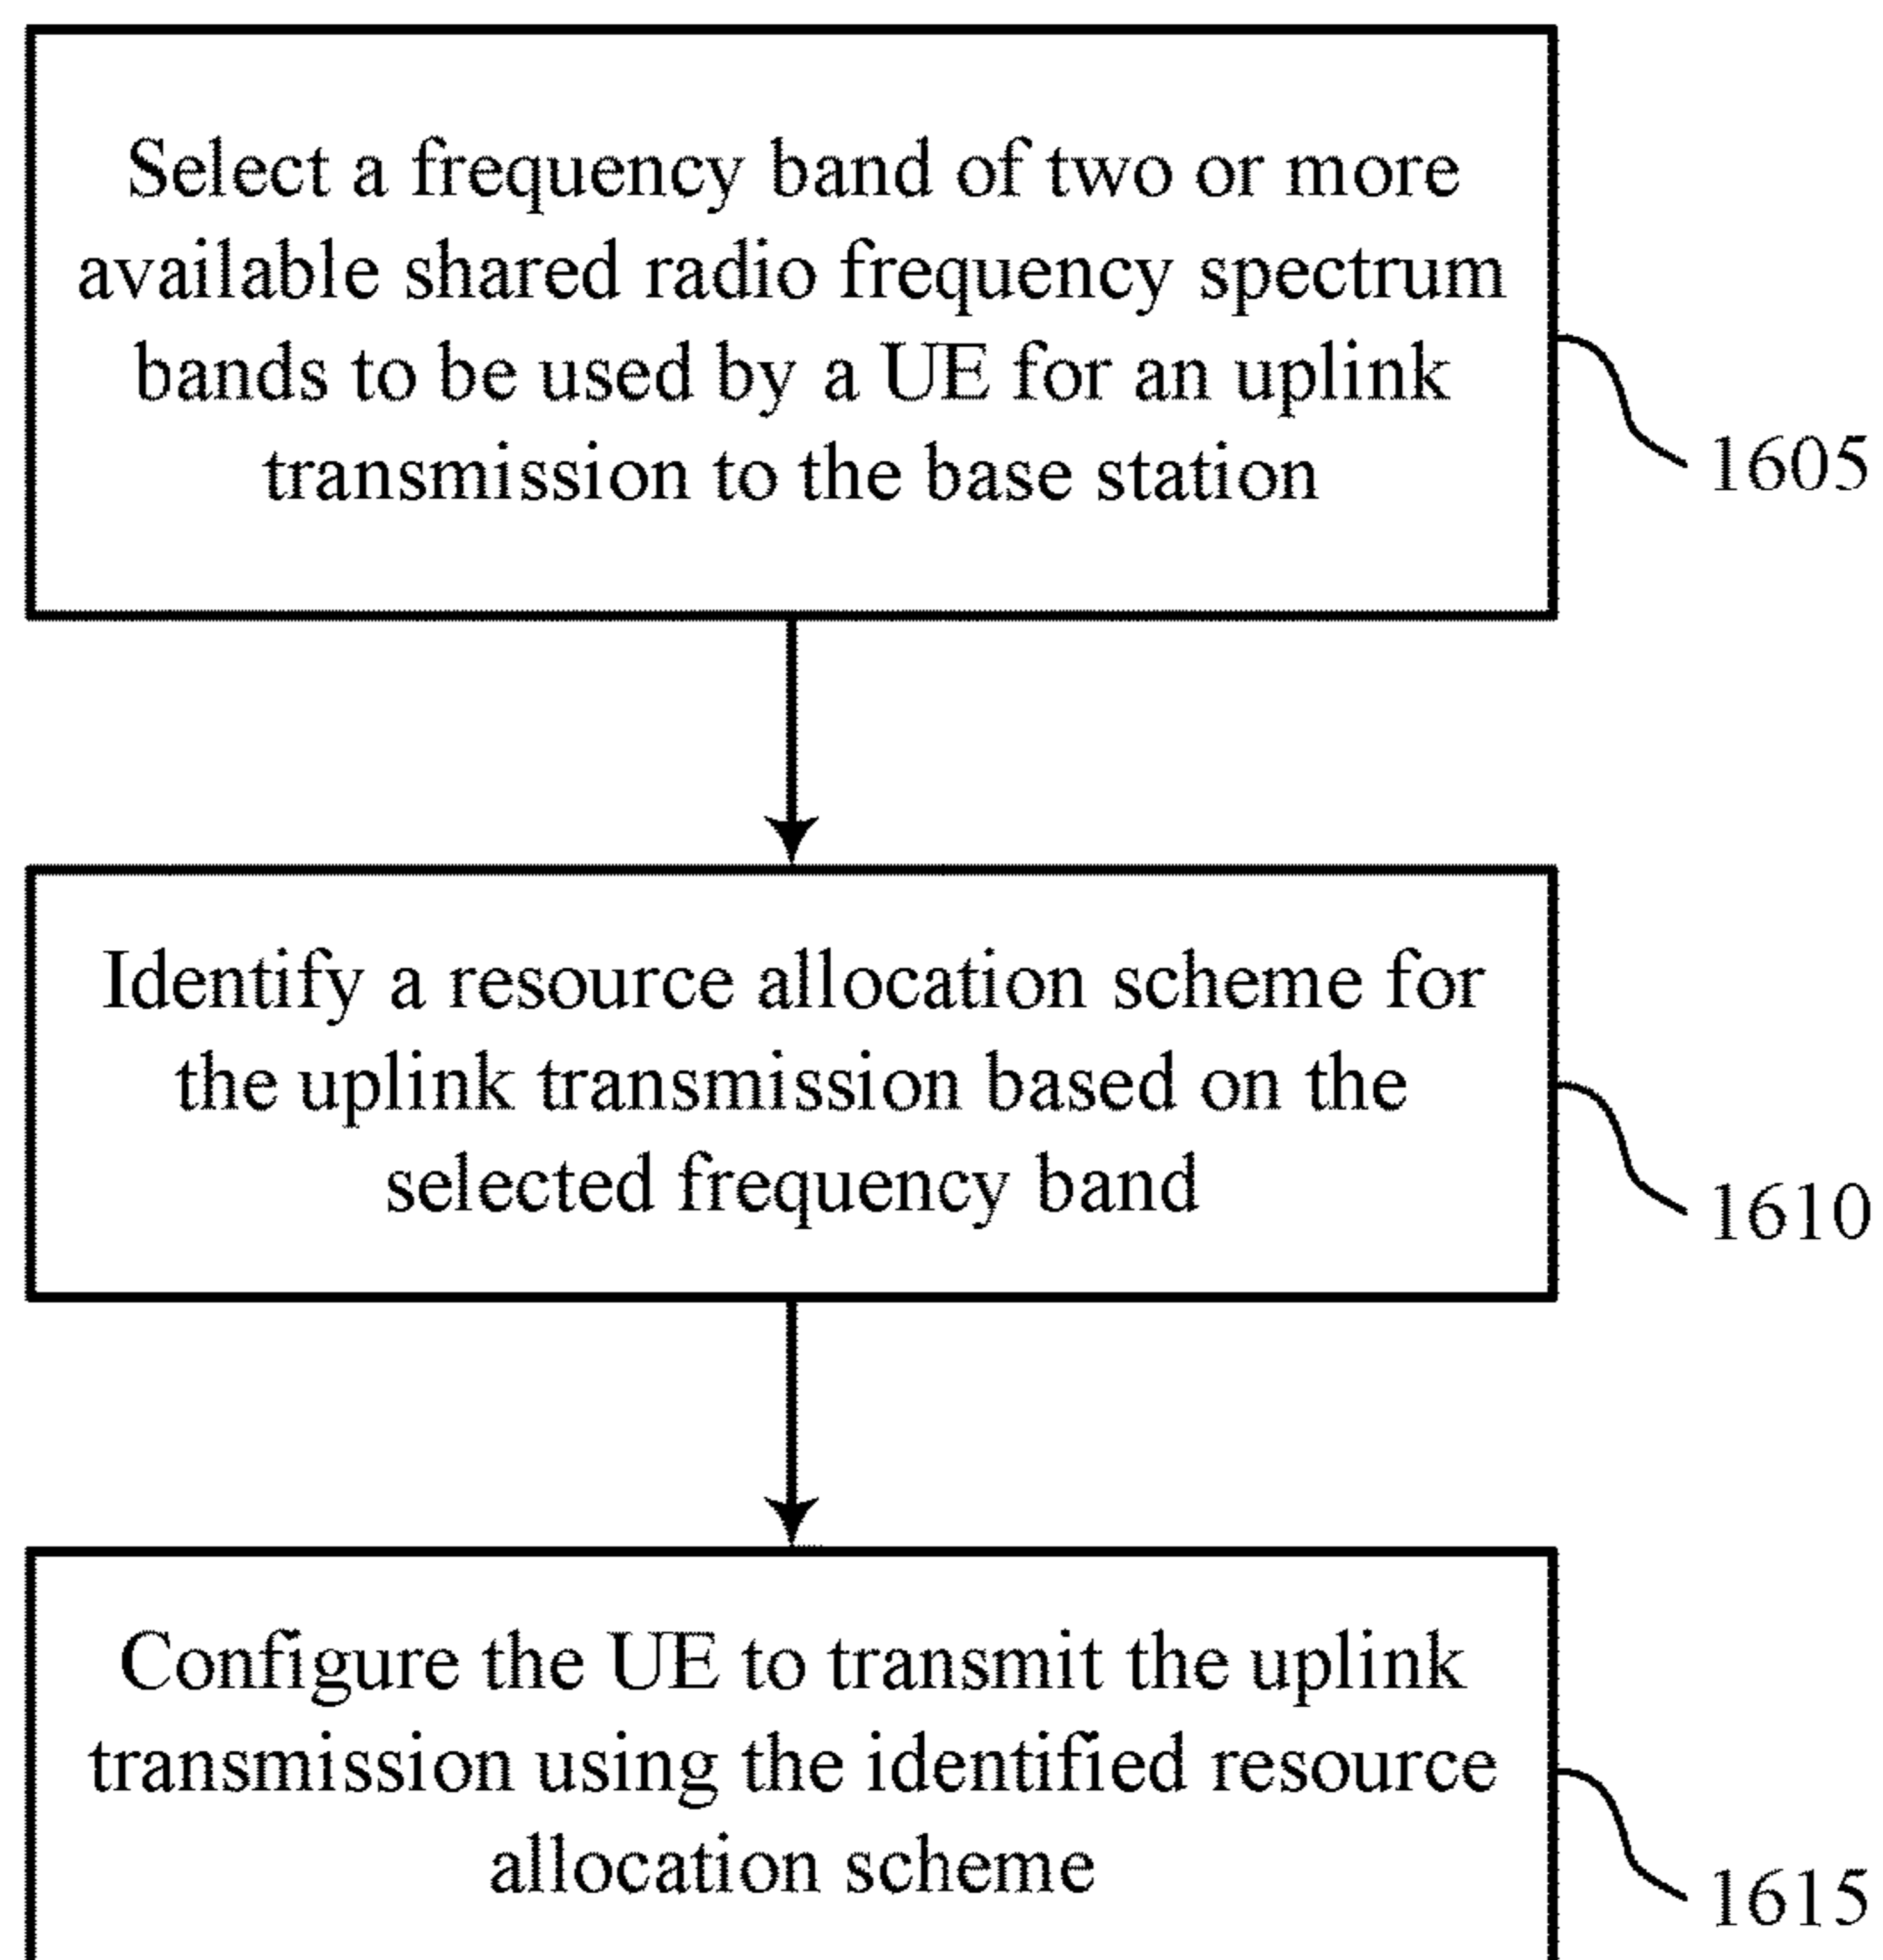 Select a frequency band of two or more
available shared radio frequency spectrum
bands to be used by a UE for an uplink
transmission to the base station
1605
Identify a resource allocation scheme for
the uplink transmission based on the
selected frequency band
1610
Configure the UE to transmit the uplink
transmission using the identified resource
allocation scheme
1615